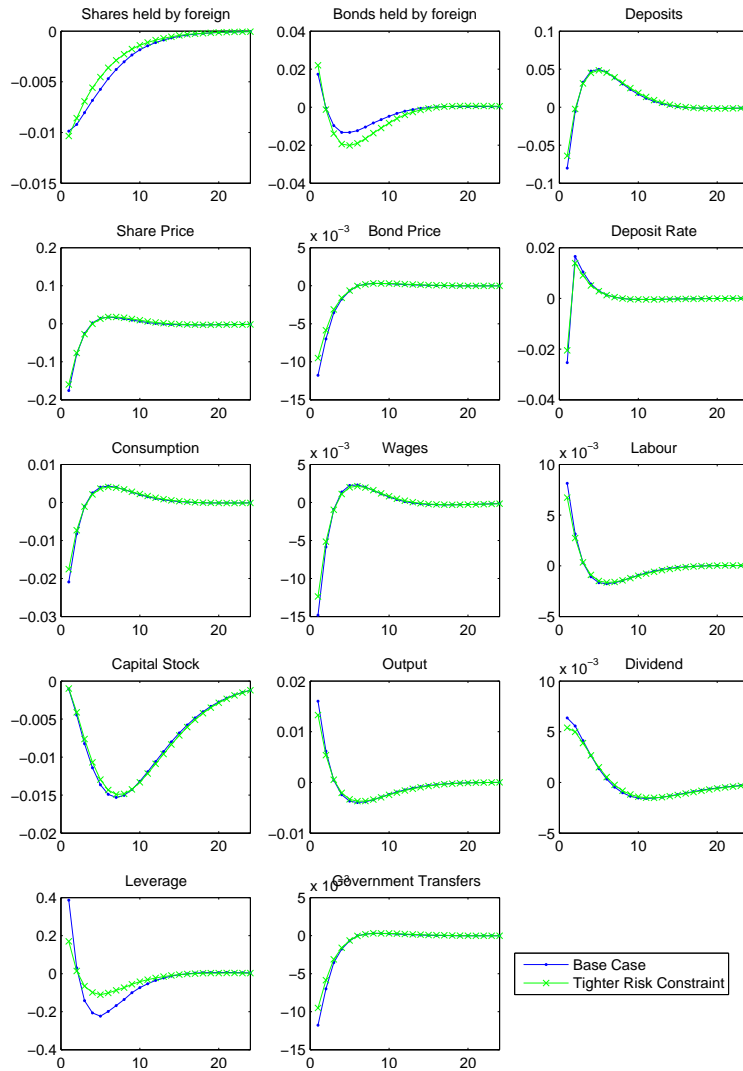 Shares held by foreign
Bonds held by foreign
Deposits
0
−0.005
−0.01
−0.015
0 10 20
0.04
0.02
0
−0.02
−0.04
0 10 20
0.1
0.05
0
−0.05
−0.1
0 10 20
Share Price
Bond Price
Deposit Rate
0.2
0.1
0
−0.1
−0.2
0 10 20
x 10⁻³
5
0
−5
−10
−15
0 10 20
0.02
0
−0.02
−0.04
0 10 20
Consumption
Wages
Labour
0.01
0
−0.01
−0.02
−0.03
0 10 20
x 10⁻³
5
0
−5
−10
−15
0 10 20
x 10⁻³
10
5
0
−5
0 10 20
Capital Stock
Output
Dividend
0
−0.005
−0.01
−0.015
−0.02
0 10 20
0.02
0.01
0
−0.01
0 10 20
x 10⁻³
10
5
0
−5
0 10 20
Leverage
Government Transfers
0.4
0.2
0
−0.2
−0.4
0 10 20
x 10⁻³
5
0
−5
−10
−15
0 10 20
Base Case
Tighter Risk Constraint